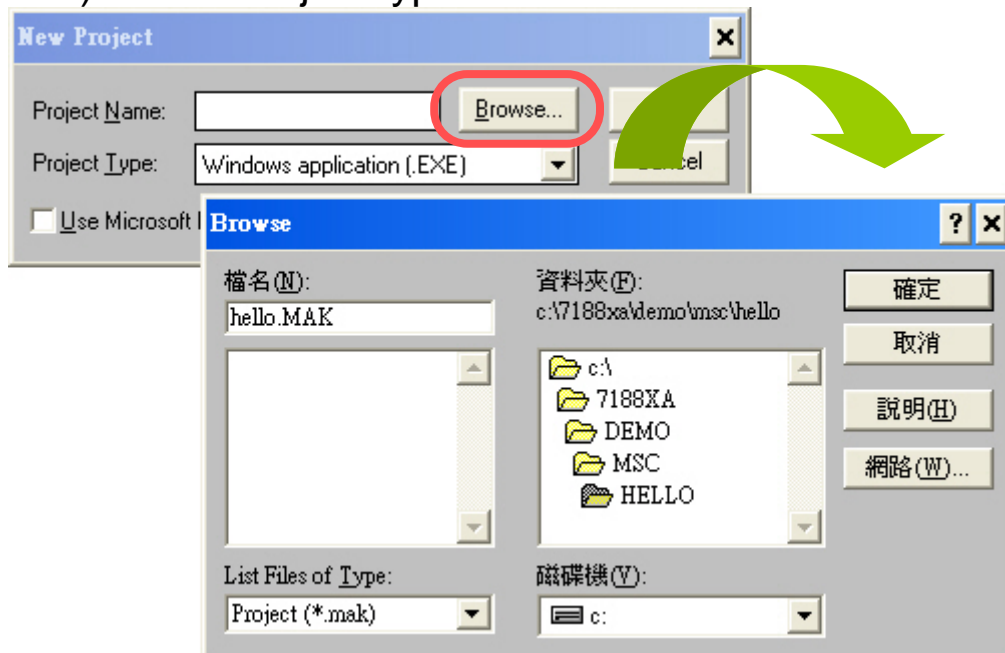 New Project
Project Name:
Browse...
Project Type:
Windows application (.EXE)
Use Microsoft
Browse
檔名(N):
hello.MAK
資料夾(F):
c:\7188xa\demo\msc\hello
c:\
7188XA
DEMO
MSC
HELLO
確定
取消
說明(H)
網路(W)...
List Files of Type:
Project (*.mak)
磁碟機(V):
c: